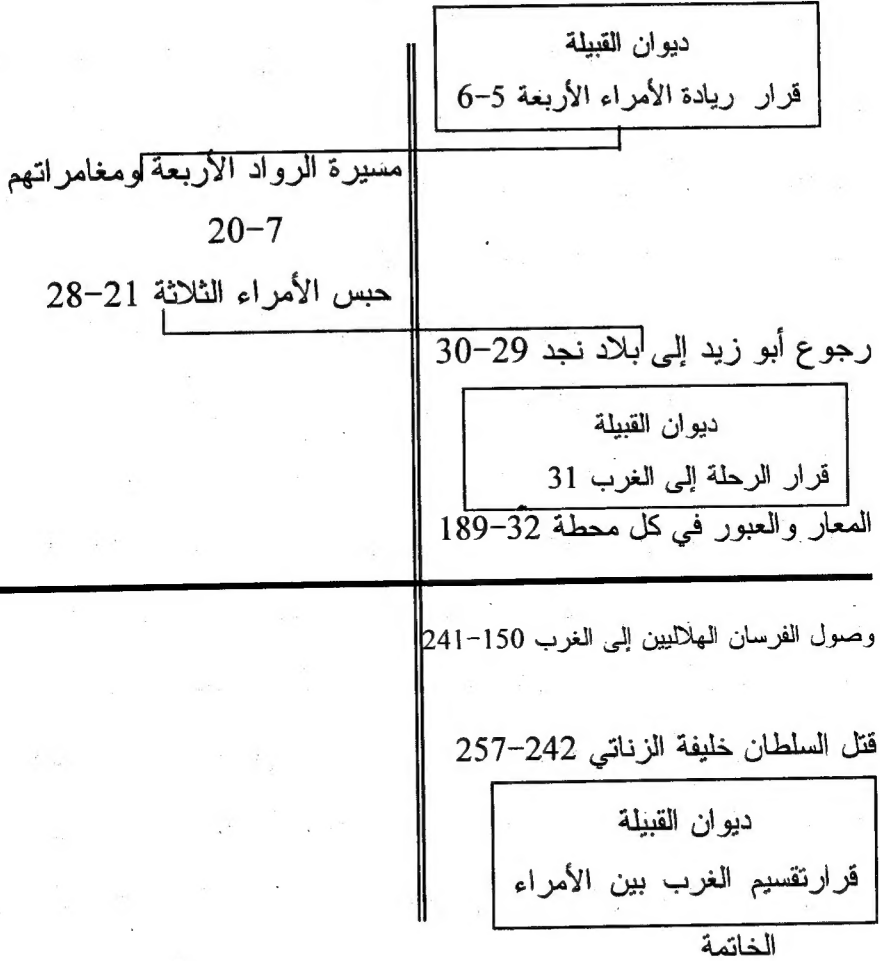 ديوان القبيلة
قرار ريادة الأمراء الأربعة 5-6
مسيرة الرواد الأربعة ومغامراتهم
7-20
حبس الأمراء الثلاثة 21-28
رجوع أبو زيد إلى بلاد نجد 29-30
ديوان القبيلة
قرار الرحلة إلى الغرب 31
المعار والعبور في كل محطة 32-189
وصول الفرسان الهلاليين إلى الغرب 150-241
قتل السلطان خليفة الزناتي 242-257
ديوان القبيلة
قرارتقسيم الغرب بين الأمراء
الخاتمة